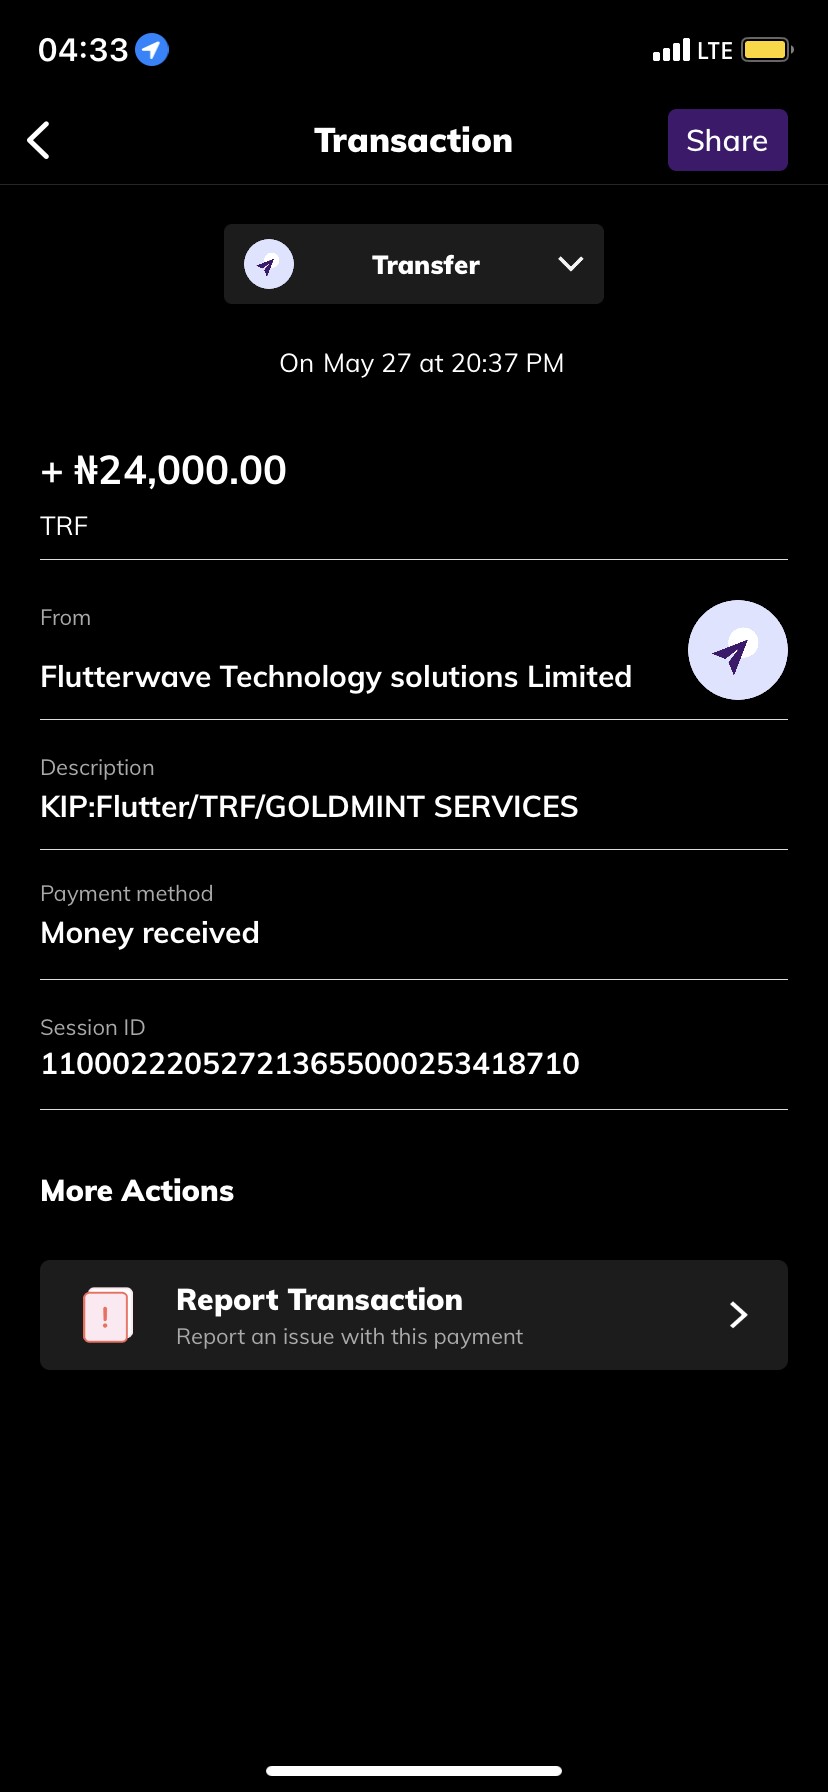 04:33
LTE
Transaction
Share
Transfer
On May 27 at 20:37 PM
+ ₦24,000.00
TRF
From
Flutterwave Technology solutions Limited
Description
KIP:Flutter/TRF/GOLDMINT SERVICES
Payment method
Money received
Session ID
110002220527213655000253418710
More Actions
Report Transaction
Report an issue with this payment